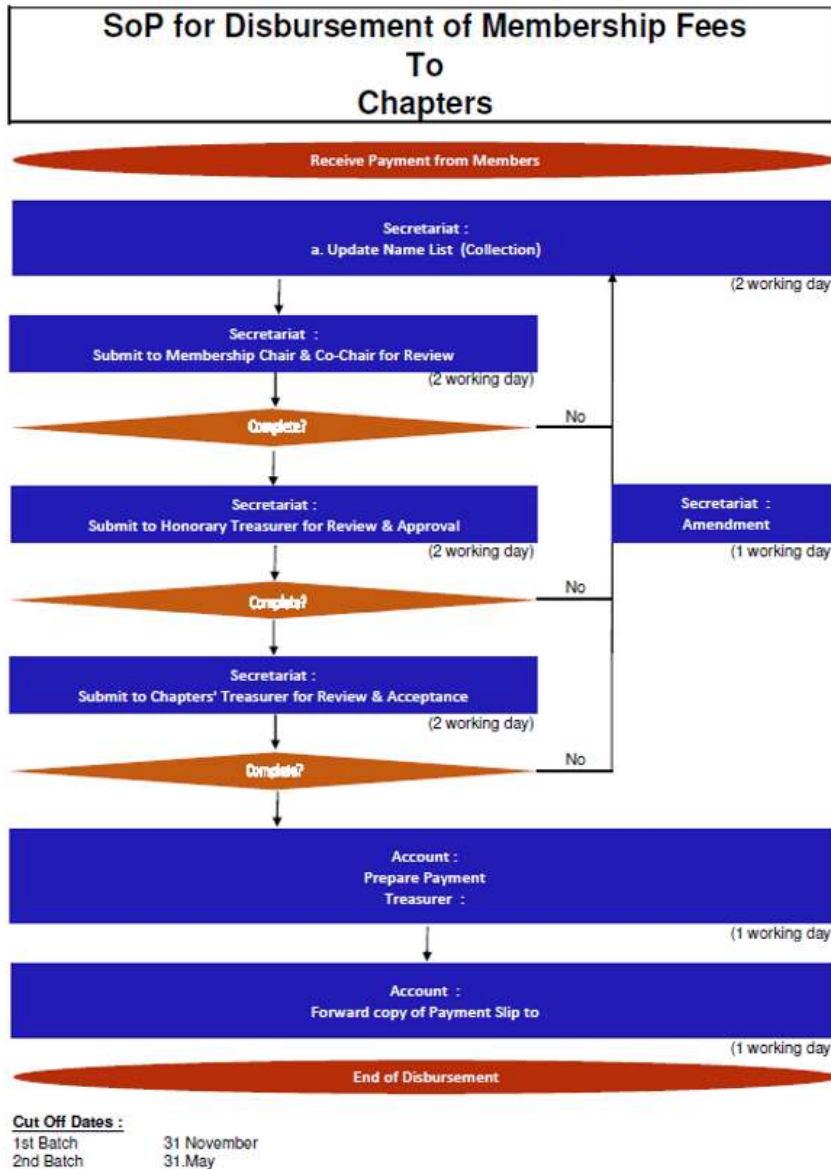 SoP for Disbursement of Membership Fees
To
Chapters
Receive Payment from Members
Secretariat :
a. Update Name List (Collection)
(2 working day
Secretariat :
Submit to Membership Chair & Co-Chair for Review
(2 working day)
Complete?
No
Secretariat :
Submit to Honorary Treasurer for Review & Approval
(2 working day)
Secretariat :
Amendment
(1 working day
Complete?
No
Secretariat :
Submit to Chapters' Treasurer for Review & Acceptance
(2 working day)
Complete?
No
Account :
Prepare Payment
Treasurer :
(1 working day
Account :
Forward copy of Payment Slip to
(1 working day
End of Disbursement
Cut Off Dates :
1st Batch 31 November
2nd Batch 31.May